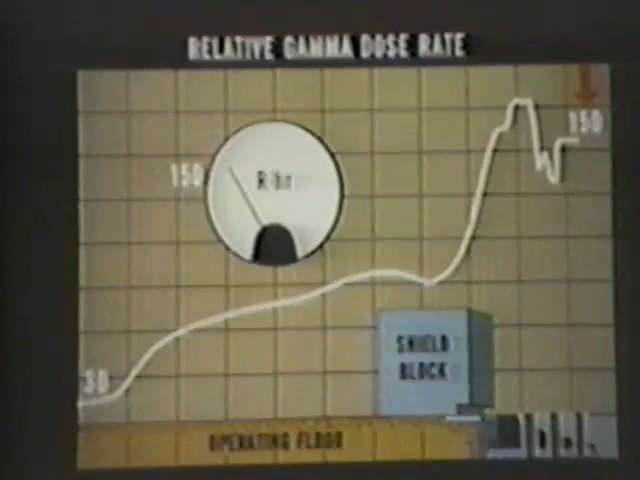 RELATIVE GAMMA DOSE RATE
150
150
R/hr
30
SHIELD
BLOCK
OPERATING FLOOR